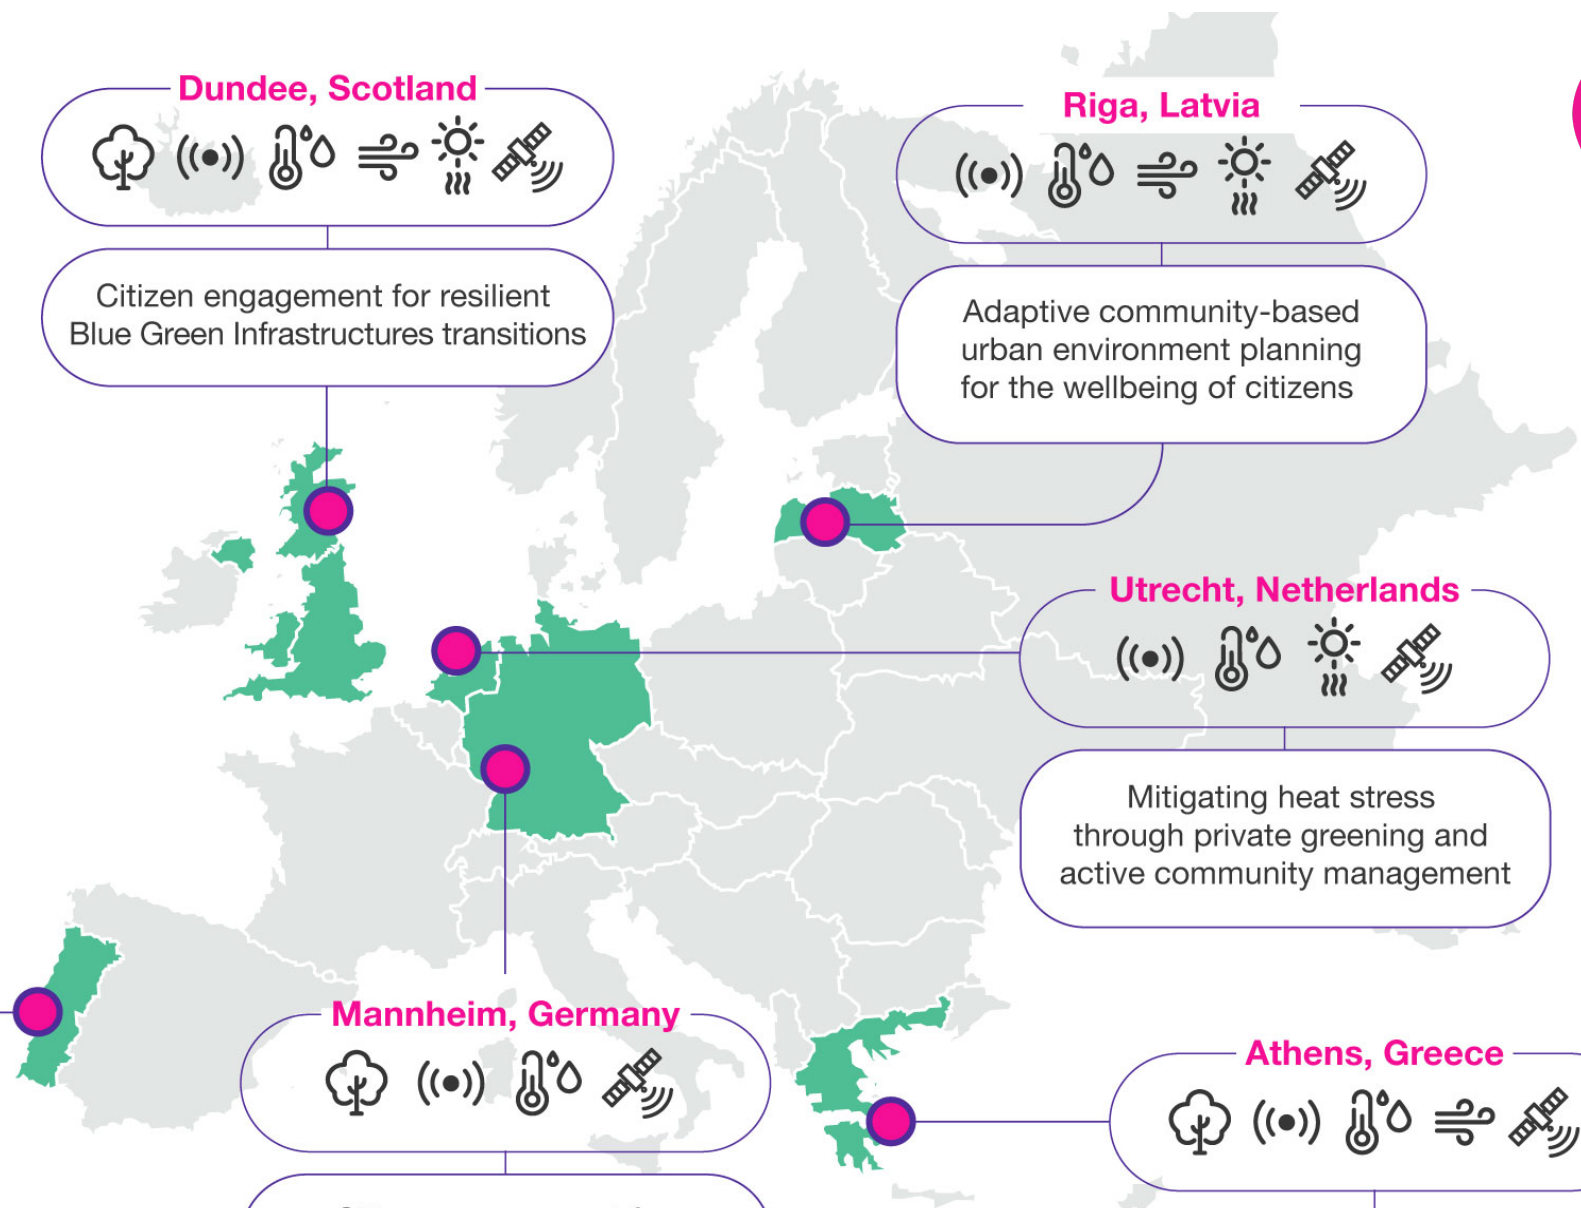 Dundee, Scotland
Citizen engagement for resilient
Blue Green Infrastructures transitions
Riga, Latvia
Adaptive community-based
urban environment planning
for the wellbeing of citizens
Utrecht, Netherlands
Mitigating heat stress
through private greening and
active community management
Mannheim, Germany
Athens, Greece